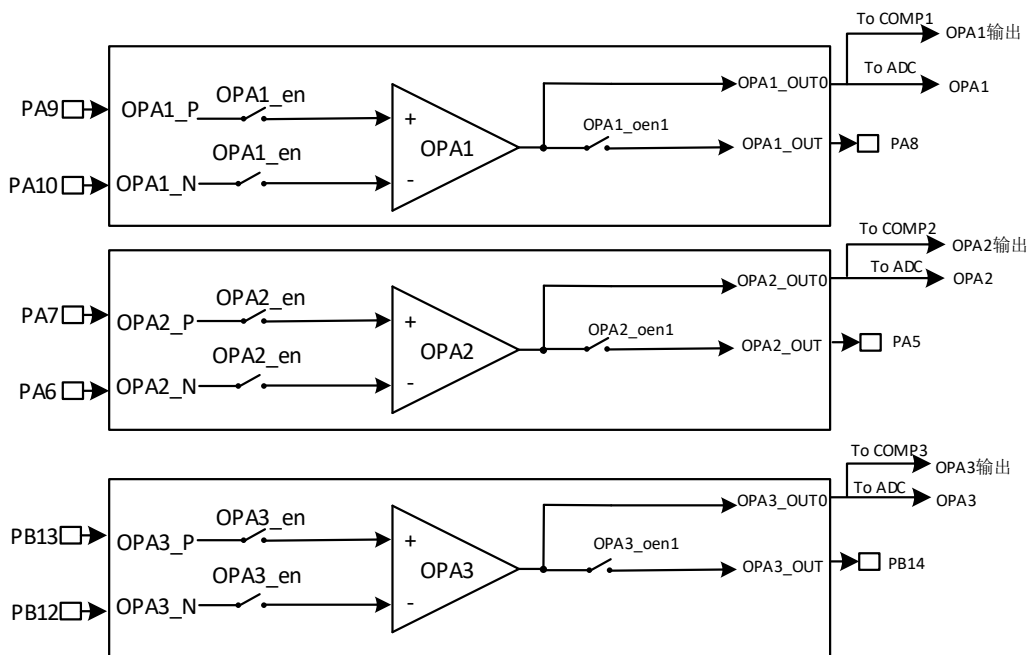 To COMP1
OPA1输出
To ADC
OPA1
PA9
OPA1_P
OPA1_en
+
OPA1
OPA1_OUT0
OPA1_oen1
OPA1_OUT
PA8
PA10
OPA1_N
OPA1_en
-
To COMP2
OPA2输出
To ADC
OPA2
PA7
OPA2_P
OPA2_en
+
OPA2
OPA2_OUT0
OPA2_oen1
OPA2_OUT
PA5
PA6
OPA2_N
OPA2_en
-
To COMP3
OPA3输出
To ADC
OPA3
PB13
OPA3_P
OPA3_en
+
OPA3
OPA3_OUT0
OPA3_oen1
OPA3_OUT
PB14
PB12
OPA3_N
OPA3_en
-